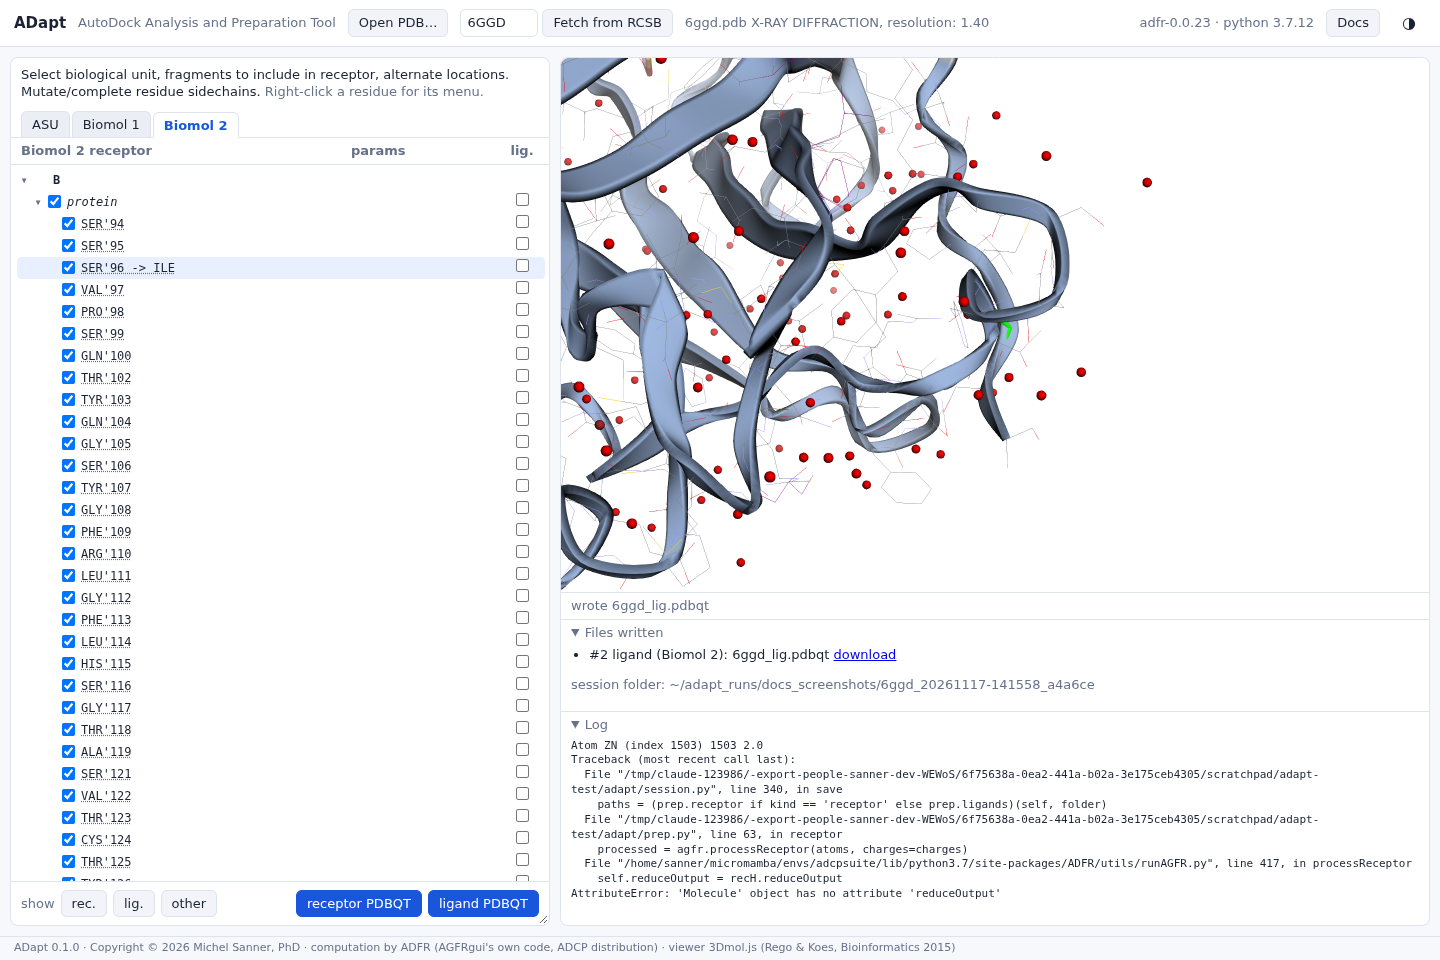 ADapt AutoDock Analysis and Preparation Tool Open PDB... 6GGD Fetch from RCSB 6ggd.pdb X-RAY DIFFRACTION, resolution: 1.40 adfr-0.0.23 · python 3.7.12 Docs
Select biological unit, fragments to include in receptor, alternate locations.
Mutate/complete residue sidechains. Right-click a residue for its menu.
ASU Biomol 1 Biomol 2
Biomol 2 receptor params lig.
B
protein
SER'94
SER'95
SER'96 -> ILE
VAL'97
PRO'98
SER'99
GLN'100
THR'102
TYR'103
GLN'104
GLY'105
SER'106
TYR'107
GLY'108
PHE'109
ARG'110
LEU'111
GLY'112
PHE'113
LEU'114
HIS'115
SER'116
GLY'117
THR'118
ALA'119
SER'121
VAL'122
THR'123
CYS'124
THR'125
show rec. lig. other receptor PDBQT ligand PDBQT
wrote 6ggd_lig.pdbqt
Files written
• #2 ligand (Biomol 2): 6ggd_lig.pdbqt download
session folder: ~/adapt_runs/docs_screenshots/6ggd_20261117-141558_a4a6ce
Log
Atom ZN (index 1503) 1503 2.0
Traceback (most recent call last):
File "/tmp/claude-123986/-export-people-sanner-dev-WEWoS/6f75638a-0ea2-441a-b02a-3e175ceb4305/scratchpad/adapt-
test/adapt/session.py", line 340, in save
paths = (prep.receptor if kind == 'receptor' else prep.ligands)(self, folder)
File "/tmp/claude-123986/-export-people-sanner-dev-WEWoS/6f75638a-0ea2-441a-b02a-3e175ceb4305/scratchpad/adapt-
test/adapt/prep.py", line 63, in receptor
processed = agfr.processReceptor(atoms, charges=charges)
File "/home/sanner/micromamba/envs/adcpsuite/lib/python3.7/site-packages/ADFR/utils/runAGFR.py", line 417, in processReceptor
self.reduceOutput = recH.reduceOutput
AttributeError: 'Molecule' object has no attribute 'reduceOutput'
ADapt 0.1.0 · Copyright © 2026 Michel Sanner, PhD · computation by ADFR (AGFRgui's own code, ADCP distribution) · viewer 3Dmol.js (Rego & Koes, Bioinformatics 2015)